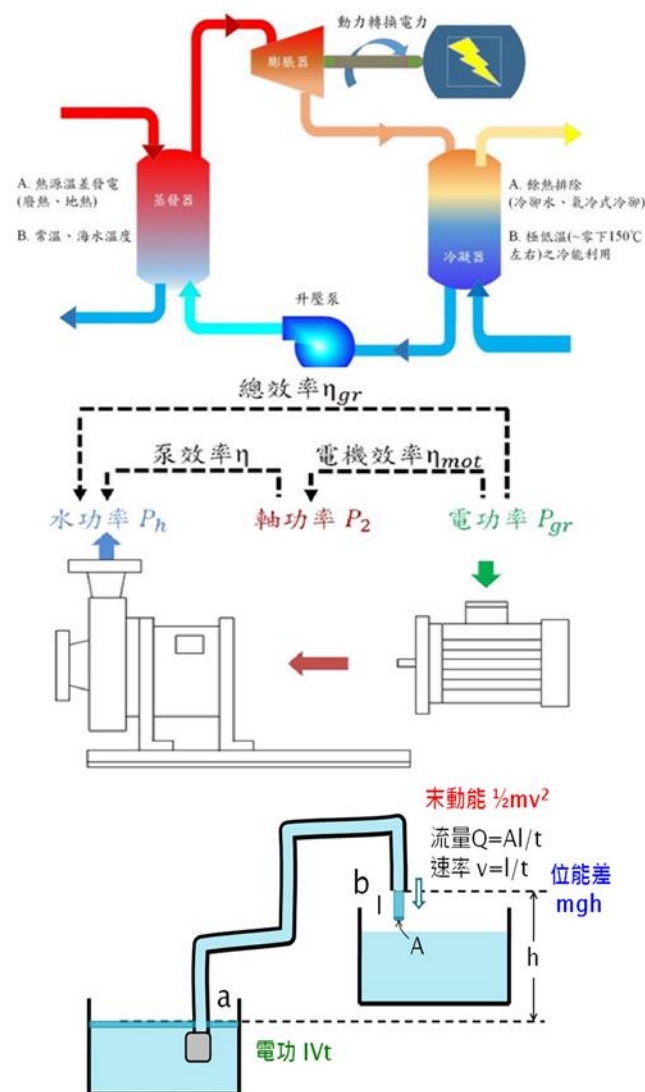 動力轉換電力
膨脹器
A. 熱源溫差發電
(廢熱、地熱)
B. 常溫、海水溫度
蒸發器
A. 餘熱排除
(冷卻水、氣冷式冷卻)
B. 極低溫(~零下150℃
左右)之冷能利用
冷凝器
升壓泵
總效率ηgr
泵效率η
電機效率ηmot
水功率 Ph
軸功率 P2
電功率 Pgr
末動能 ½mv²
流量Q=Al/t
速率 v=l/t
位能差
mgh
b
l
A
h
a
電功 IVt